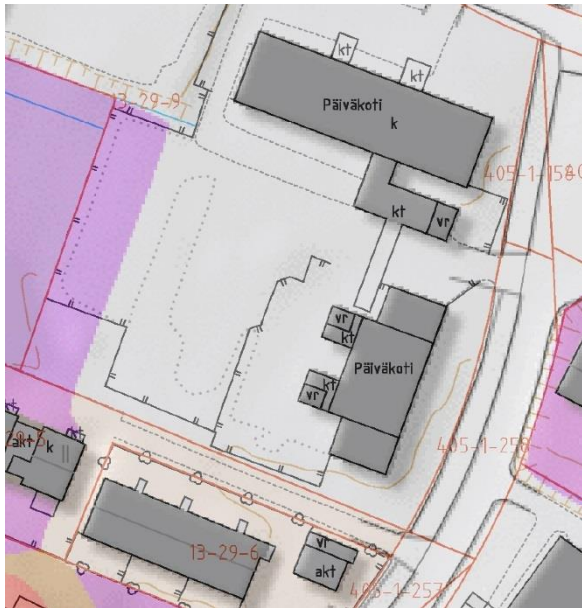 kt
kt
13-29-9
Päiväkoti
k
405-1-158
kt
vr
vr
kt
Päiväkoti
kt
vr
akt
k
||
405-1-258
13-29-6
vr
akt
405-1-257